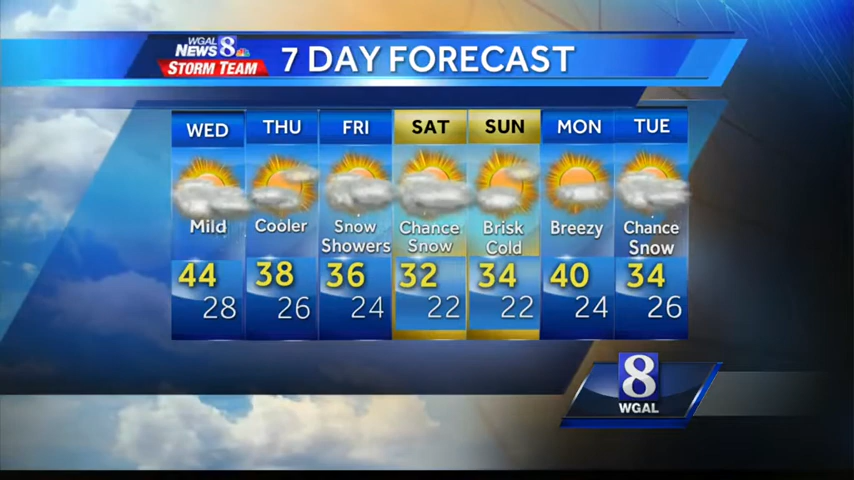 WGAL
NEWS 8
STORM TEAM
7 DAY FORECAST
WED THU FRI SAT SUN MON TUE
Mild Cooler Snow Showers Chance Snow Brisk Cold Breezy Chance Snow
44 38 36 32 34 40 34
28 26 24 22 22 24 26
8
WGAL